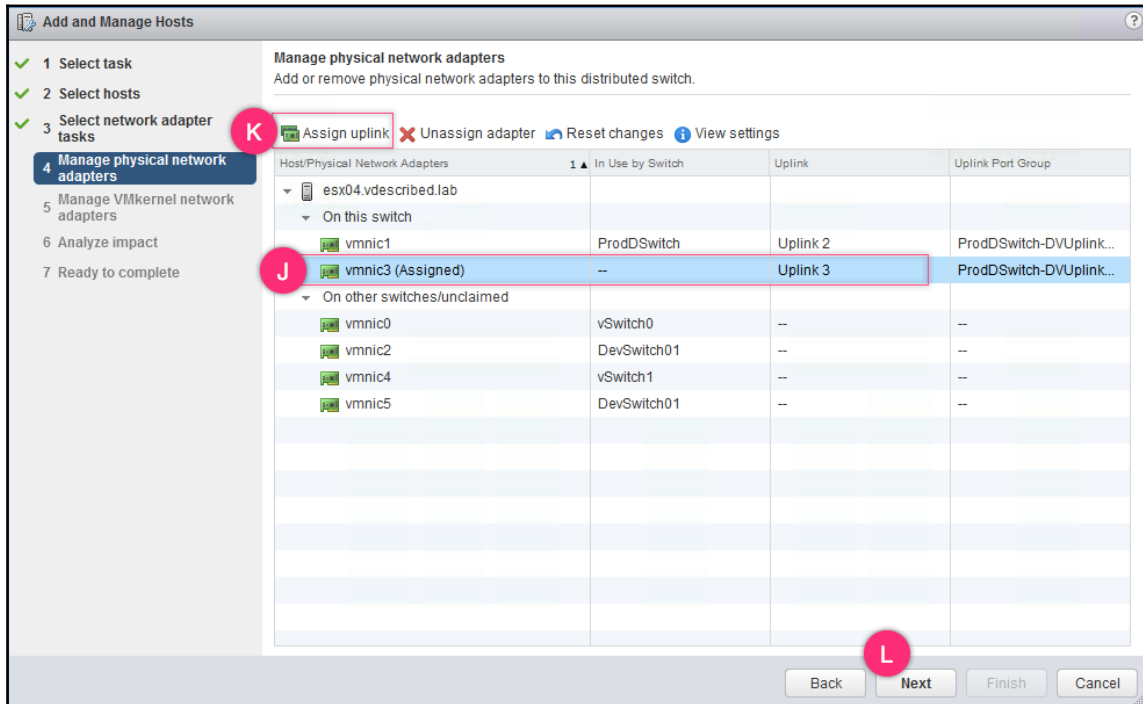 Add and Manage Hosts
?
1 Select task
2 Select hosts
3 Select network adapter
tasks
4 Manage physical network
adapters
5 Manage VMkernel network
adapters
6 Analyze impact
7 Ready to complete
Manage physical network adapters
Add or remove physical network adapters to this distributed switch.
K
Assign uplink Unassign adapter Reset changes View settings
Host/Physical Network Adapters 1 ▲ In Use by Switch Uplink Uplink Port Group
esx04.vdescribed.lab
On this switch
vmnic1 ProdDSwitch Uplink 2 ProdDSwitch-DVUplink...
J
vmnic3 (Assigned) -- Uplink 3 ProdDSwitch-DVUplink...
On other switches/unclaimed
vmnic0 vSwitch0 -- --
vmnic2 DevSwitch01 -- --
vmnic4 vSwitch1 -- --
vmnic5 DevSwitch01 -- --
L
Back Next Finish Cancel